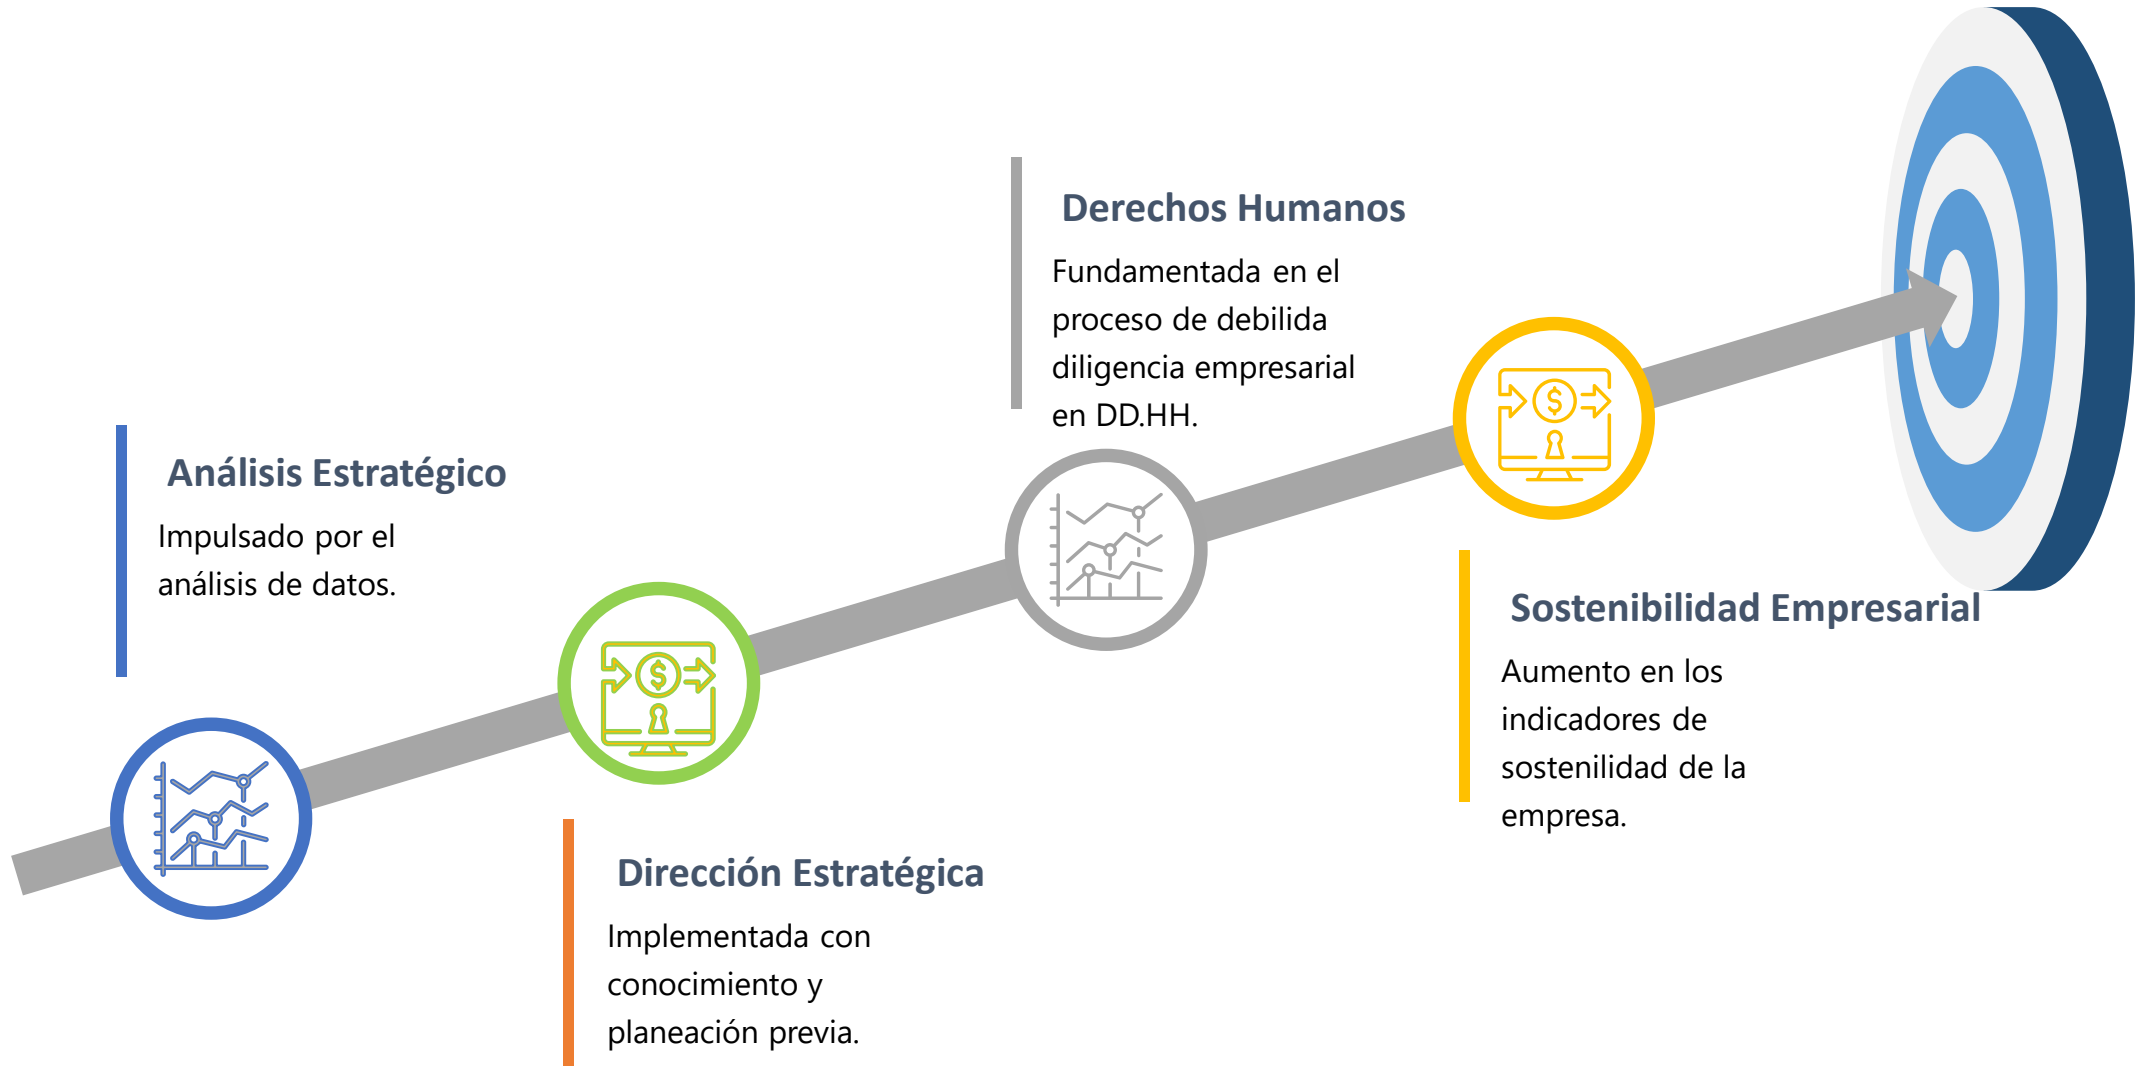 Análisis Estratégico
Impulsado por el
análisis de datos.
Dirección Estratégica
Implementada con
conocimiento y
planeación previa.
Derechos Humanos
Fundamentada en el
proceso de debilida
diligencia empresarial
en DD.HH.
Sostenibilidad Empresarial
Aumento en los
indicadores de
sostenilidad de la
empresa.